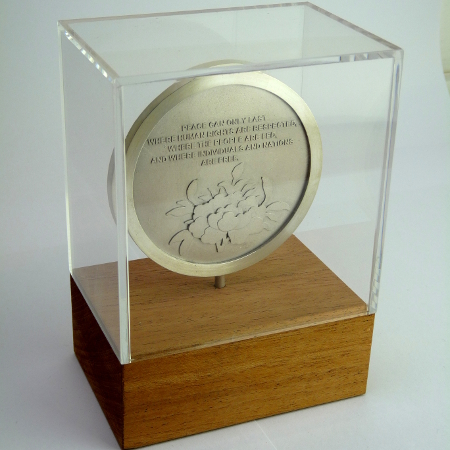 PEACE CAN ONLY LAST
WHERE HUMAN RIGHTS ARE RESPECTED,
WHERE THE PEOPLE ARE FED,
AND WHERE INDIVIDUALS AND NATIONS
ARE FREE.